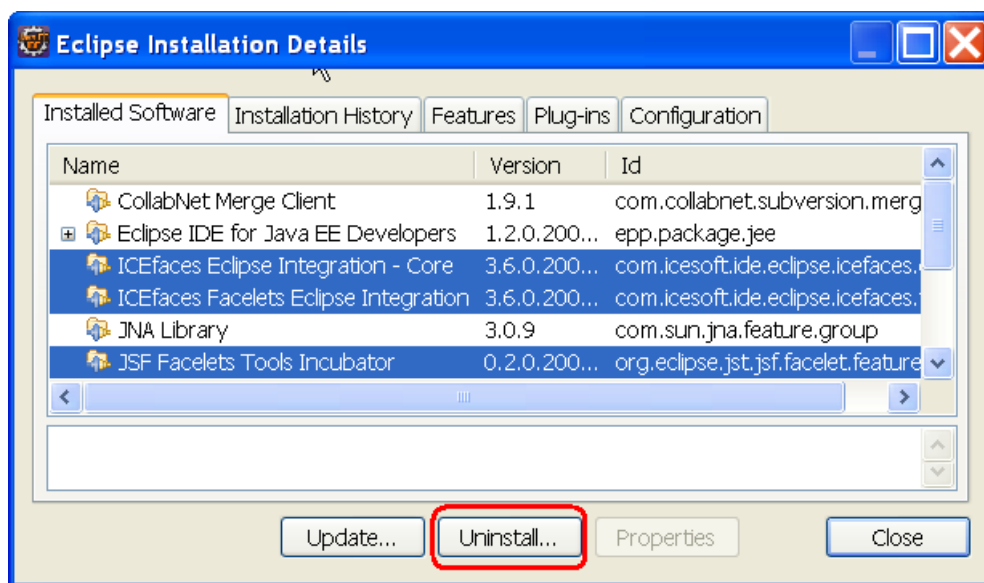 Eclipse Installation Details
Installed Software Installation History Features Plug-ins Configuration
Name Version Id
CollabNet Merge Client 1.9.1 com.collabnet.subversion.merg
Eclipse IDE for Java EE Developers 1.2.0.200... epp.package.jee
ICEfaces Eclipse Integration - Core 3.6.0.200... com.icesoft.ide.eclipse.icefaces.
ICEfaces Facelets Eclipse Integration 3.6.0.200... com.icesoft.ide.eclipse.icefaces.
JNA Library 3.0.9 com.sun.jna.feature.group
JSF Facelets Tools Incubator 0.2.0.200... org.eclipse.jst.jsf.facelet.feature
Update... Uninstall... Properties Close